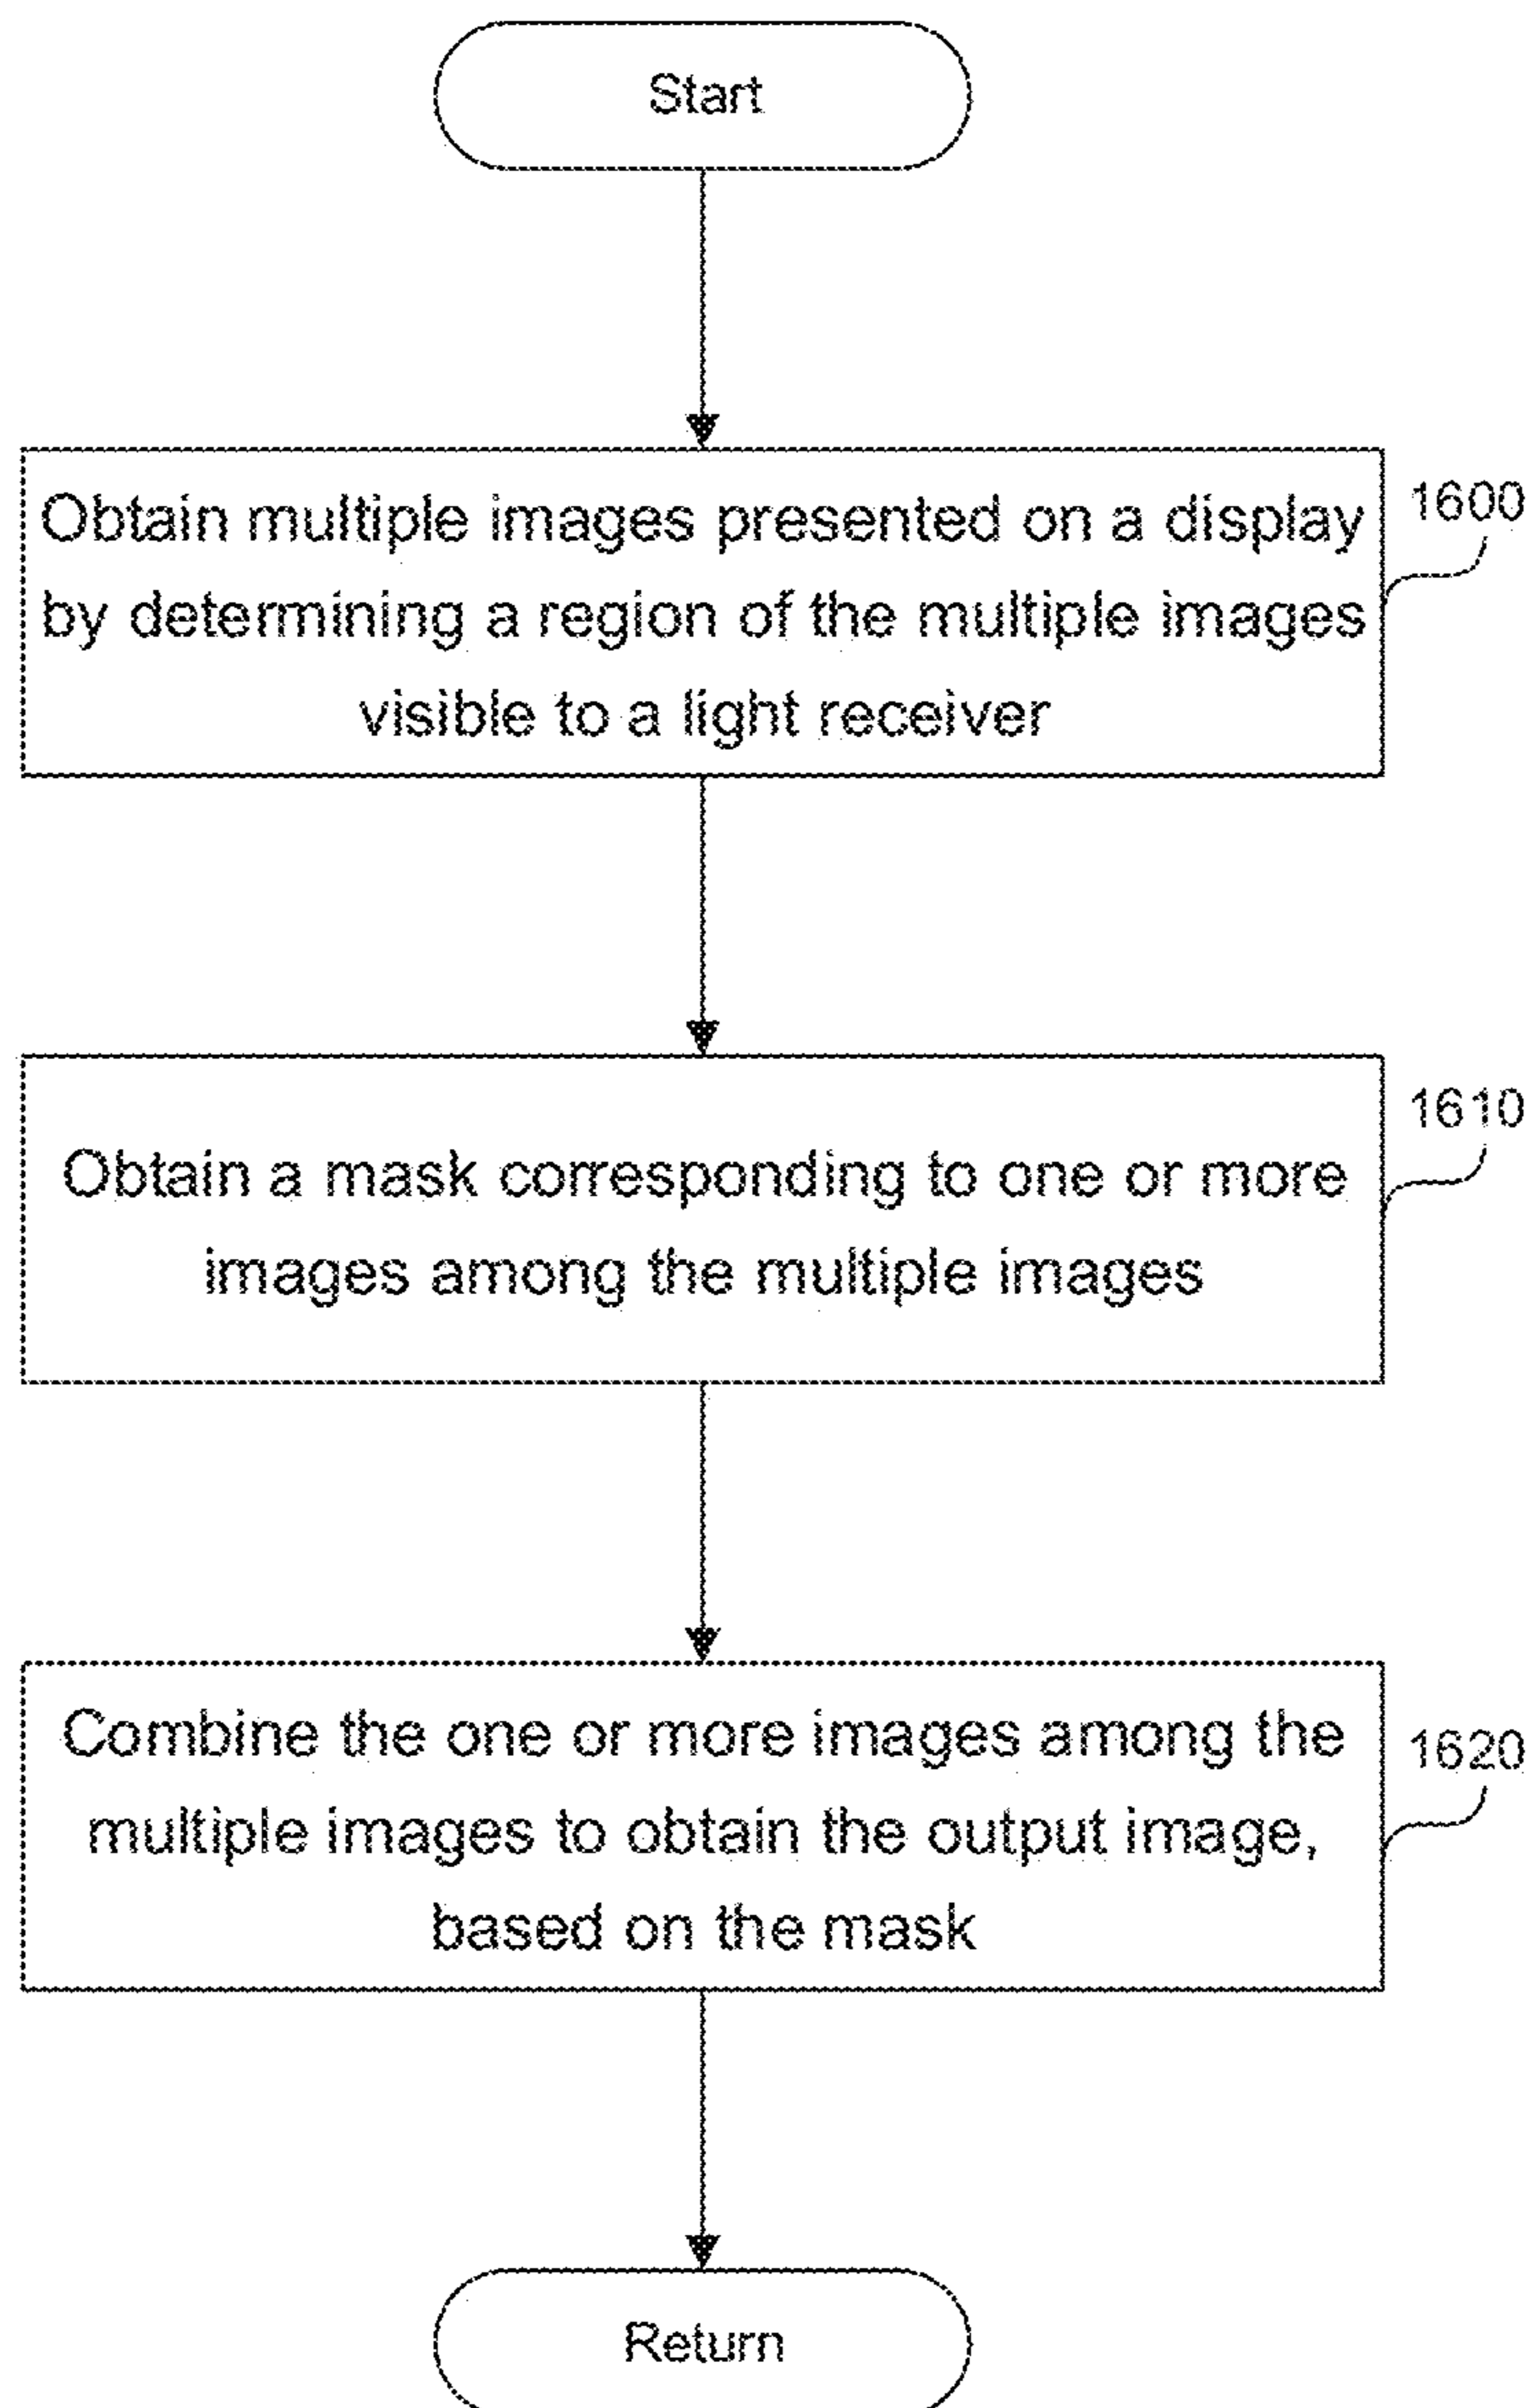 Start
Obtain multiple images presented on a display
by determining a region of the multiple images
visible to a light receiver
1600
Obtain a mask corresponding to one or more
images among the multiple images
1610
Combine the one or more images among the
multiple images to obtain the output image,
based on the mask
1620
Return